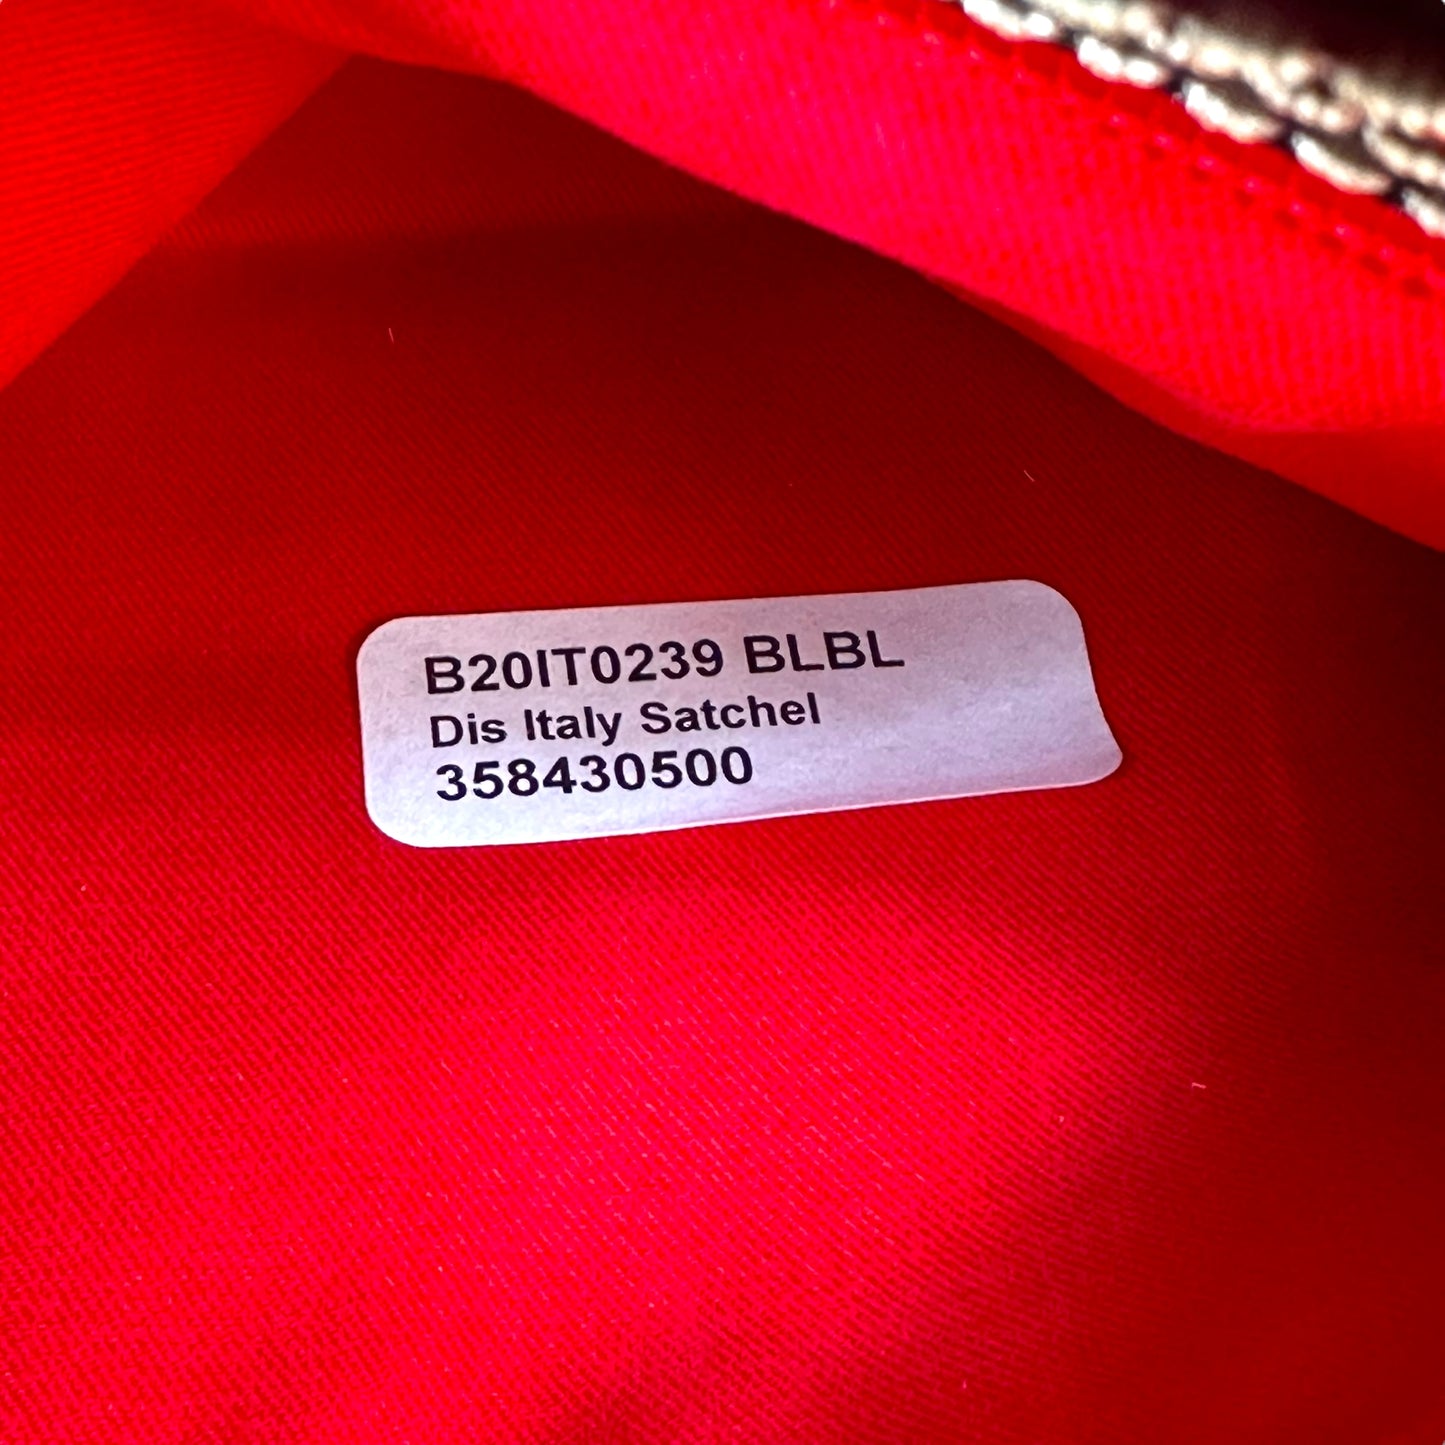 B20IT0239 BLBL
Dis Italy Satchel
358430500